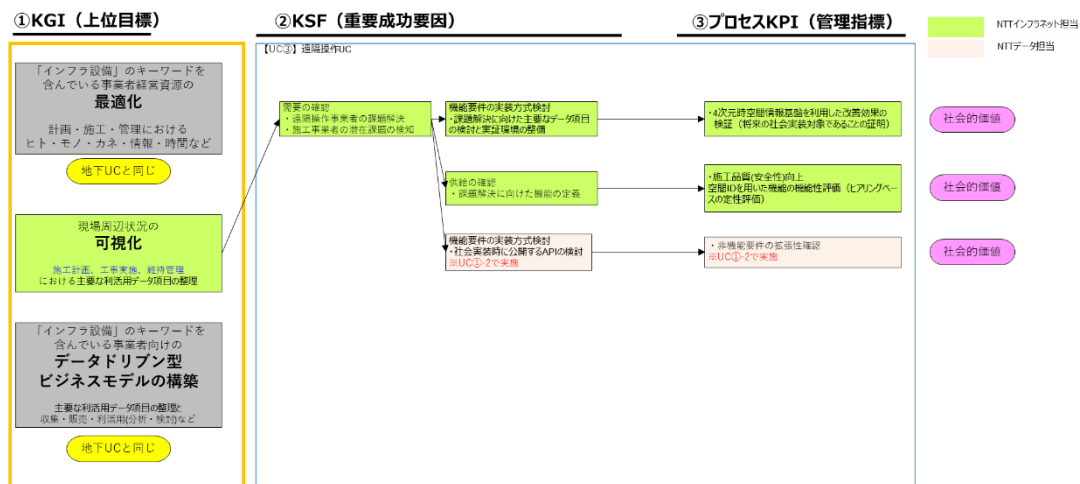 ①KGI（上位目標）
②KSF（重要成功要因）
③プロセスKPI（管理指標）
NTTインフラネット担当
NTTデータ担当
【UC③】遠隔操作UC
「インフラ設備」のキーワードを
含んでいる事業者経営資源の
最適化
計画・施工・管理における
ヒト・モノ・カネ・情報・時間など
地下UCと同じ
現場周辺状況の
可視化
施工計画、工事実施、維持管理
における主要な利活用データ項目の整理
「インフラ設備」のキーワードを
含んでいる事業者向けの
データドリブン型
ビジネスモデルの構築
主要な利活用データ項目の整理と
収集・販売・利活用(分析・検討)など
地下UCと同じ
需要の確認
・遠隔操作事業者の課題解決
・施工事業者の潜在課題の検知
機能要件の実装方式検討
・課題解決に向けた主要なデータ項目
の検討と実証環境の整備
供給の確認
・課題解決に向けた機能の定義
機能要件の実装方式検討
・社会実装時に公開するAPIの検討
※UC①-2で実施
・4次元時空間情報基盤を利用した改善効果の
検証（将来の社会実装対象であることの証明）
・施工品質(安全性)向上
空間IDを用いた機能の機能性評価（ヒアリングベー
スの定性評価）
・非機能要件の拡張性確認
※UC①-2で実施
社会的価値
社会的価値
社会的価値